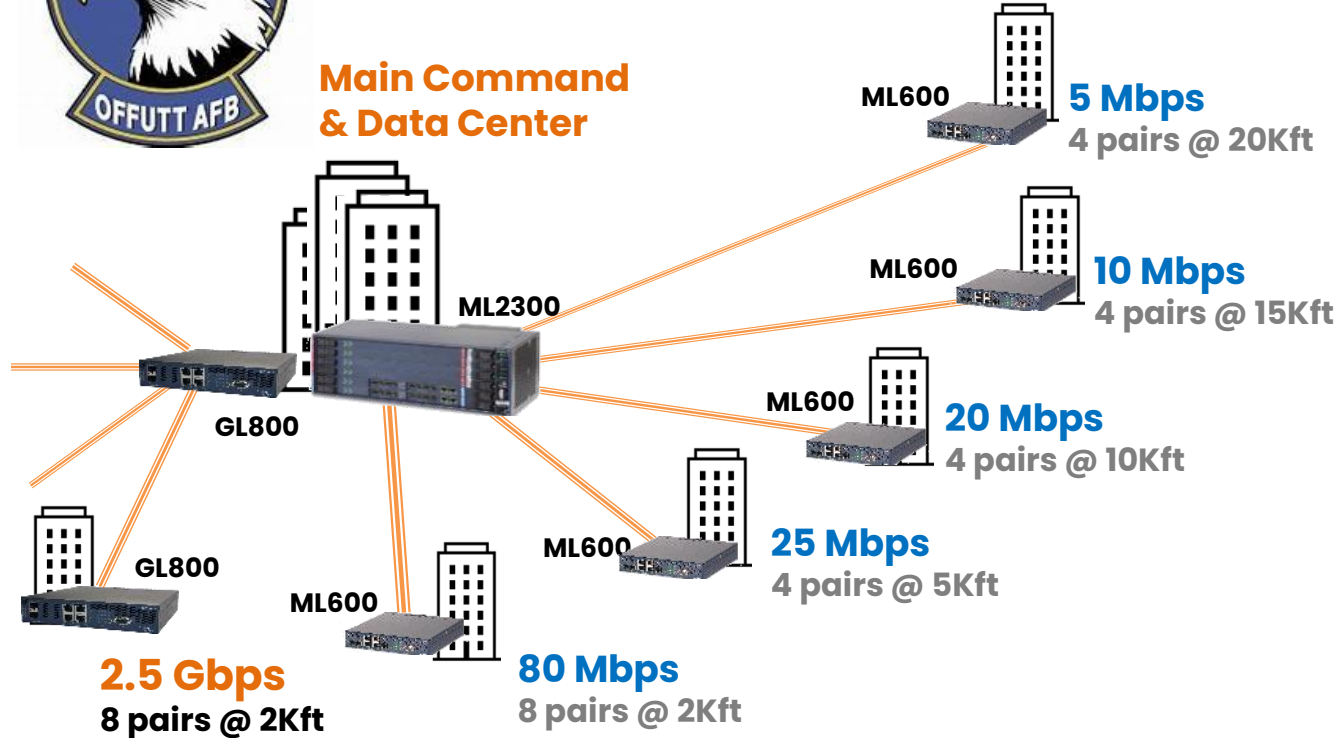 OFFUTT AFB
Main Command
& Data Center
ML600
5 Mbps
4 pairs @ 20Kft
ML600
10 Mbps
4 pairs @ 15Kft
ML2300
ML600
20 Mbps
4 pairs @ 10Kft
GL800
ML600
25 Mbps
4 pairs @ 5Kft
GL800
2.5 Gbps
8 pairs @ 2Kft
ML600
80 Mbps
8 pairs @ 2Kft